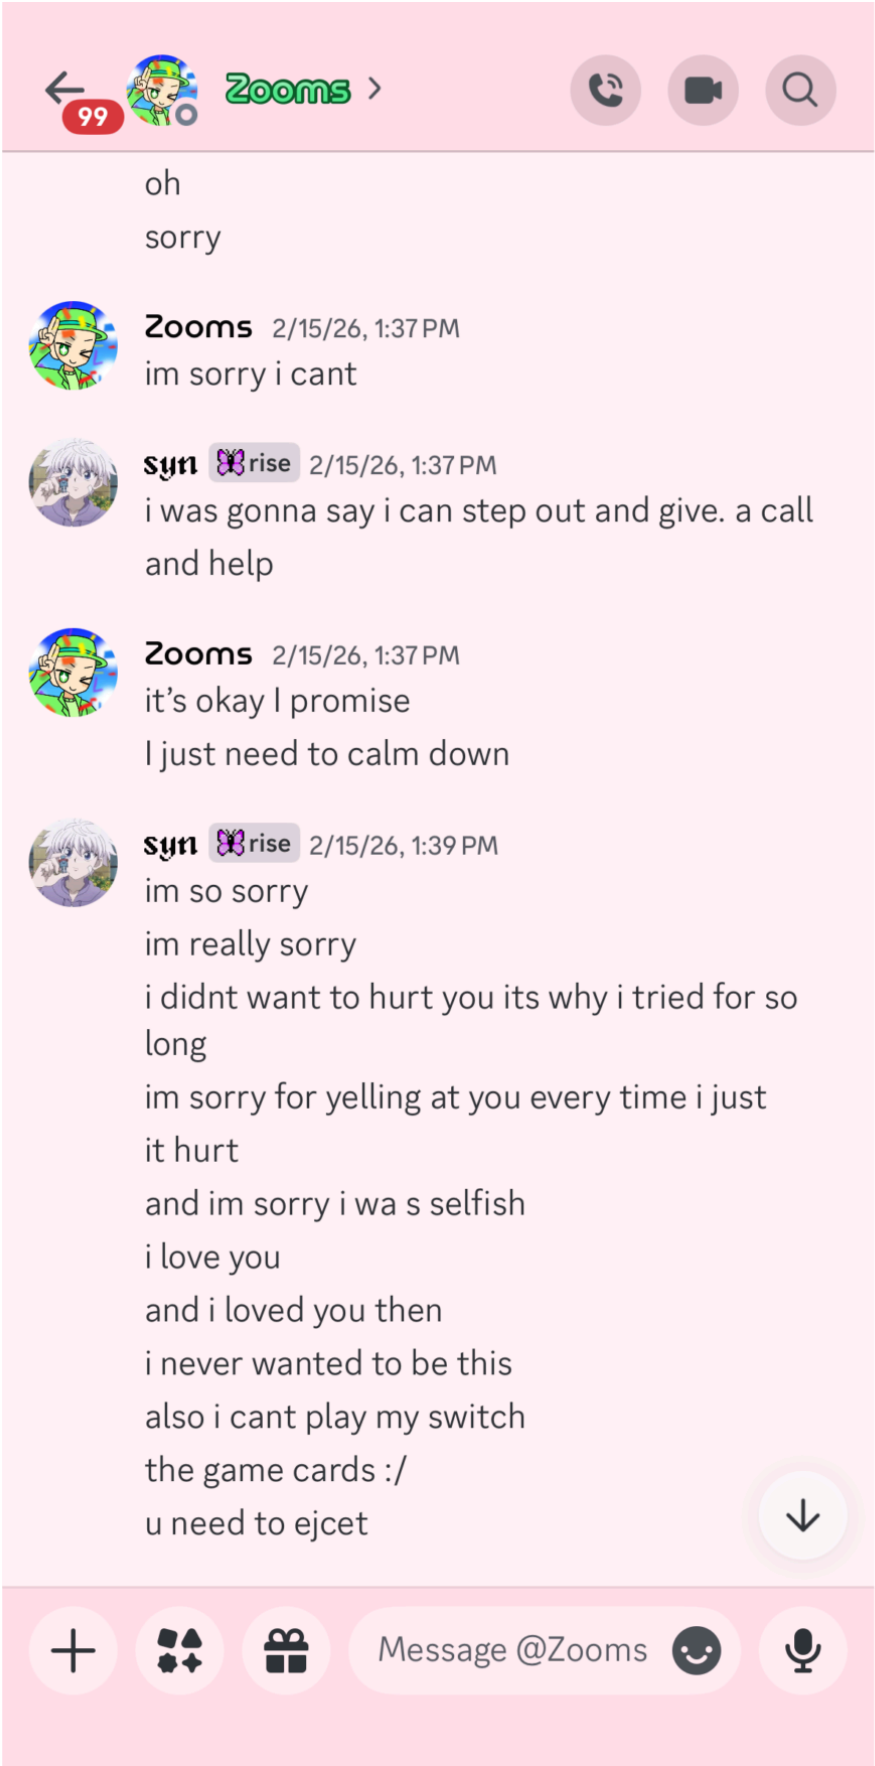 99
Zooms
oh
sorry
Zooms 2/15/26, 1:37 PM
im sorry i cant
syn rise 2/15/26, 1:37 PM
i was gonna say i can step out and give. a call
and help
Zooms 2/15/26, 1:37 PM
it's okay I promise
I just need to calm down
syn rise 2/15/26, 1:39 PM
im so sorry
im really sorry
i didnt want to hurt you its why i tried for so
long
im sorry for yelling at you every time i just
it hurt
and im sorry i wa s selfish
i love you
and i loved you then
i never wanted to be this
also i cant play my switch
the game cards :/
u need to ejcet
Message @Zooms